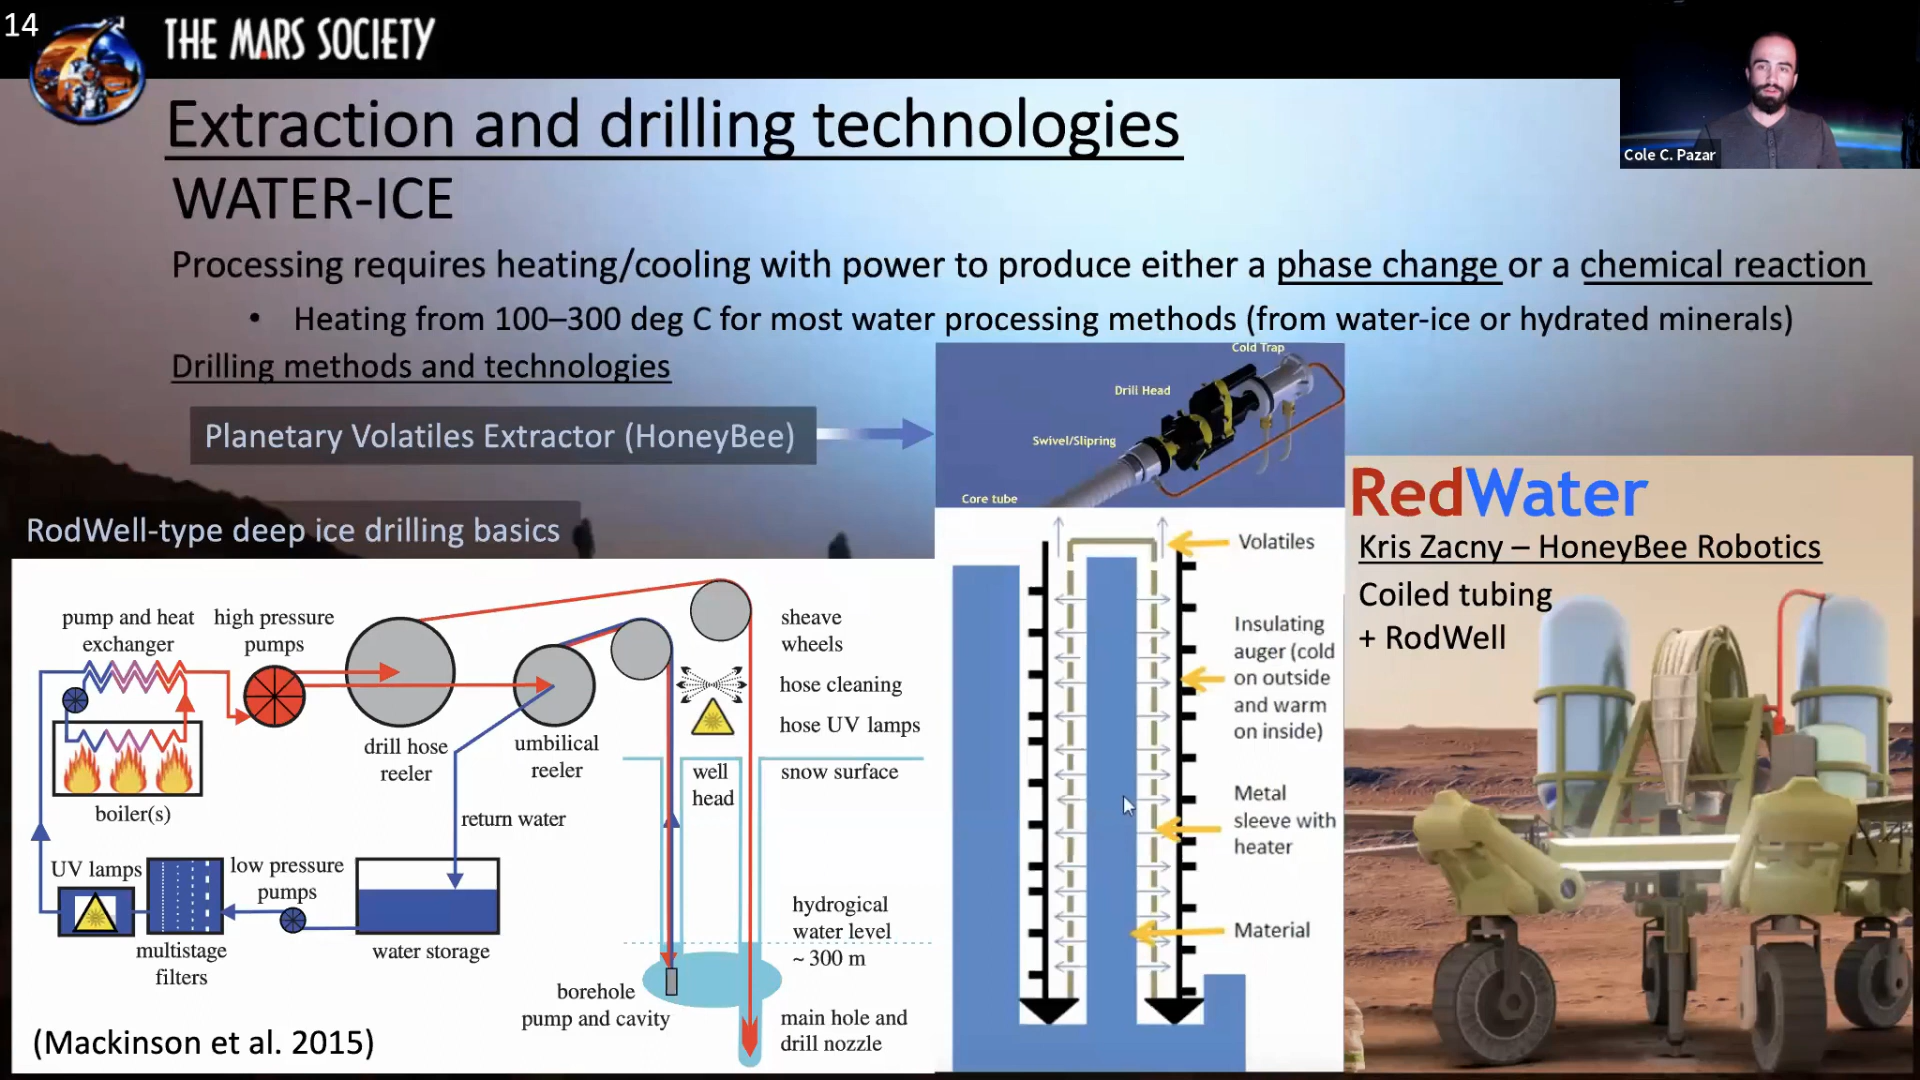 14
THE MARS SOCIETY
Cole C. Pazar
Extraction and drilling technologies
WATER-ICE
Processing requires heating/cooling with power to produce either a phase change or a chemical reaction
• Heating from 100–300 deg C for most water processing methods (from water-ice or hydrated minerals)
Drilling methods and technologies
Planetary Volatiles Extractor (HoneyBee)
Cold Trap
Drill Head
Swivel/Slipring
Core tube
RodWell-type deep ice drilling basics
pump and heat
exchanger
high pressure
pumps
sheave
wheels
hose cleaning
hose UV lamps
drill hose
reeler
umbilical
reeler
well
head
snow surface
boiler(s)
return water
UV lamps
low pressure
pumps
multistage
filters
water storage
hydrogical
water level
~ 300 m
borehole
pump and cavity
main hole and
drill nozzle
(Mackinson et al. 2015)
Volatiles
Insulating
auger (cold
on outside
and warm
on inside)
Metal
sleeve with
heater
Material
RedWater
Kris Zacny – HoneyBee Robotics
Coiled tubing
+ RodWell